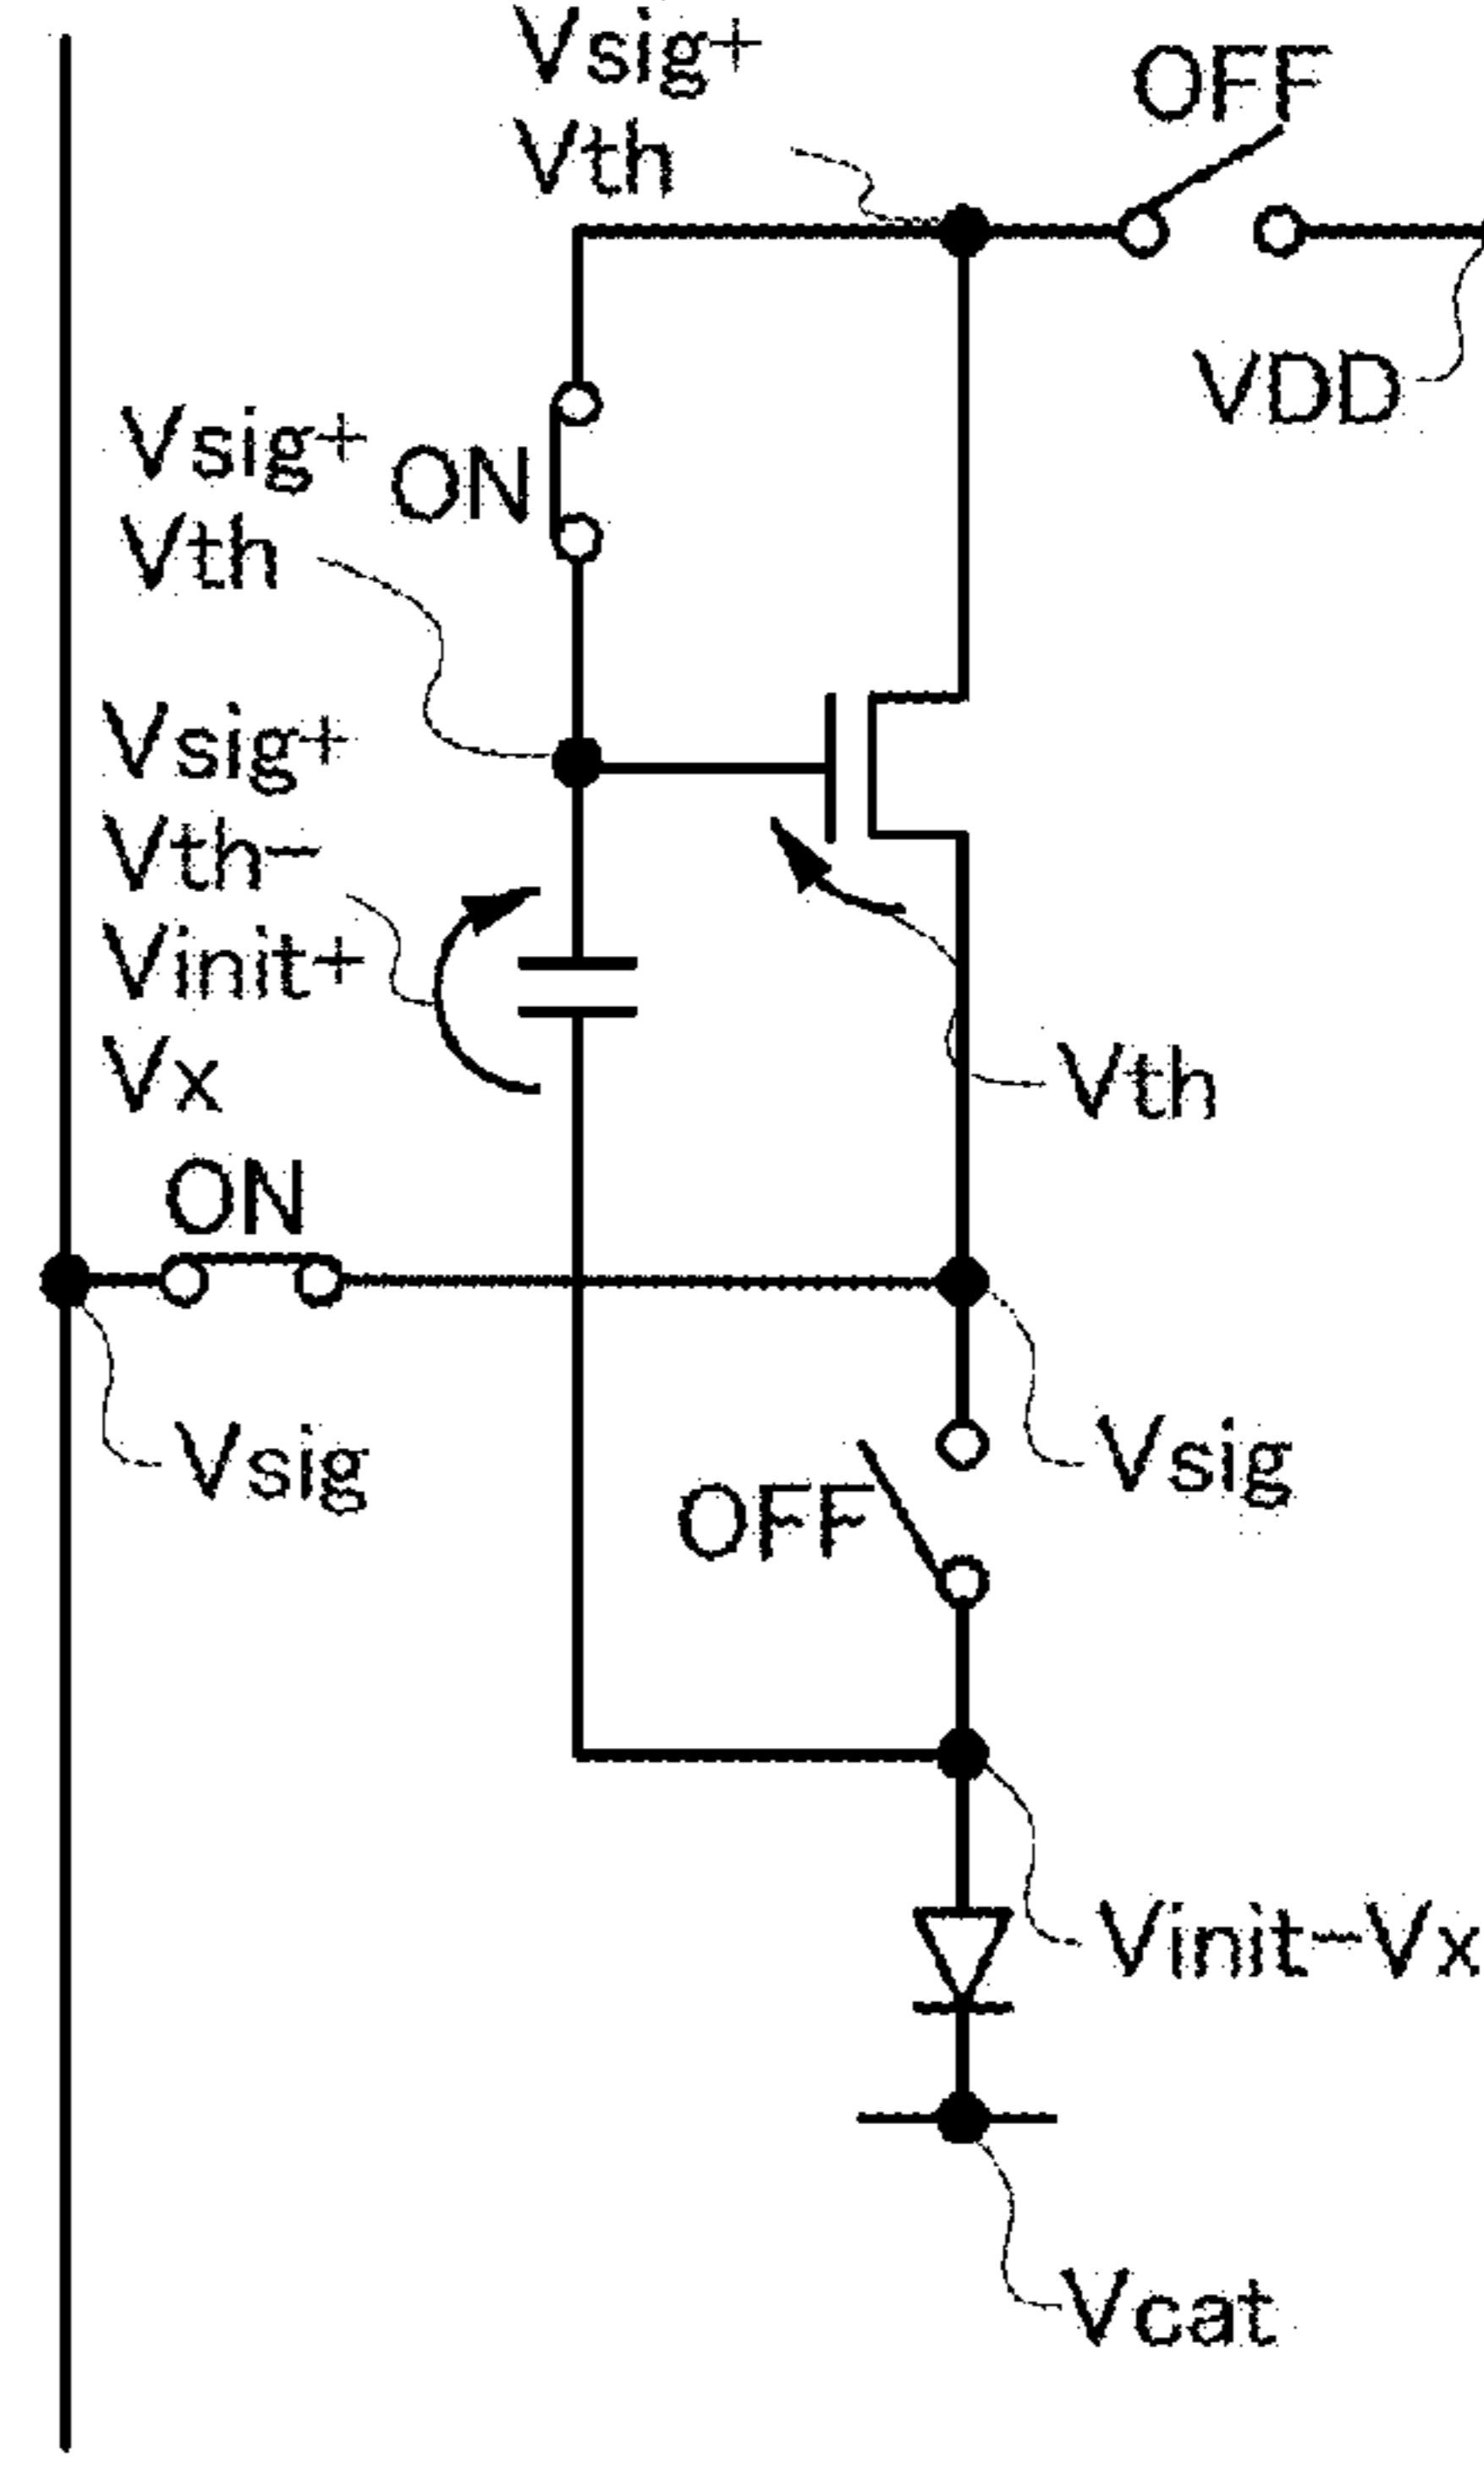 Vsig+
Vth
OFF
VDD
Vsig+
Vth
ON
Vsig+
Vth−
Vinit+
Vx
Vth
ON
Vsig
Vsig
OFF
Vinit−Vx
Vcat